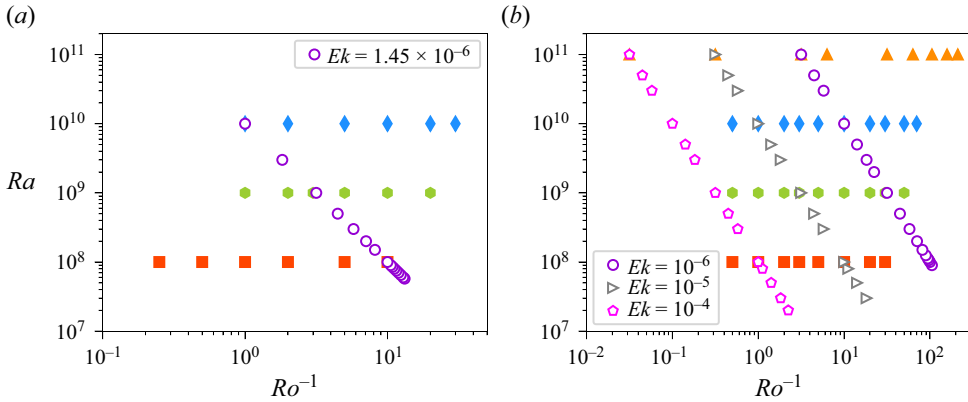 (a)
(b)
Ek = 1.45 × 10⁻⁶
10¹¹
10¹⁰
10⁹
10⁸
10⁷
Ra
10⁻¹
10⁰
10¹
Ro⁻¹
10¹¹
10¹⁰
10⁹
10⁸
10⁷
Ek = 10⁻⁶
Ek = 10⁻⁵
Ek = 10⁻⁴
10⁻²
10⁻¹
10⁰
10¹
10²
Ro⁻¹